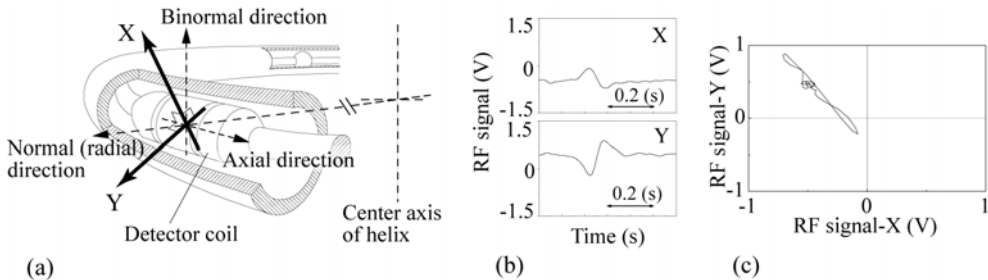 Binormal direction
X
Normal (radial)
direction
Axial direction
Y
Detector coil
Center axis
of helix
(a)
RF signal (V)
1.5
0
-1.5
X
0.2 (s)
1.5
0
-1.5
Y
0.2 (s)
Time (s)
(b)
RF signal-Y (V)
1
0
-1
-1
0
1
RF signal-X (V)
(c)